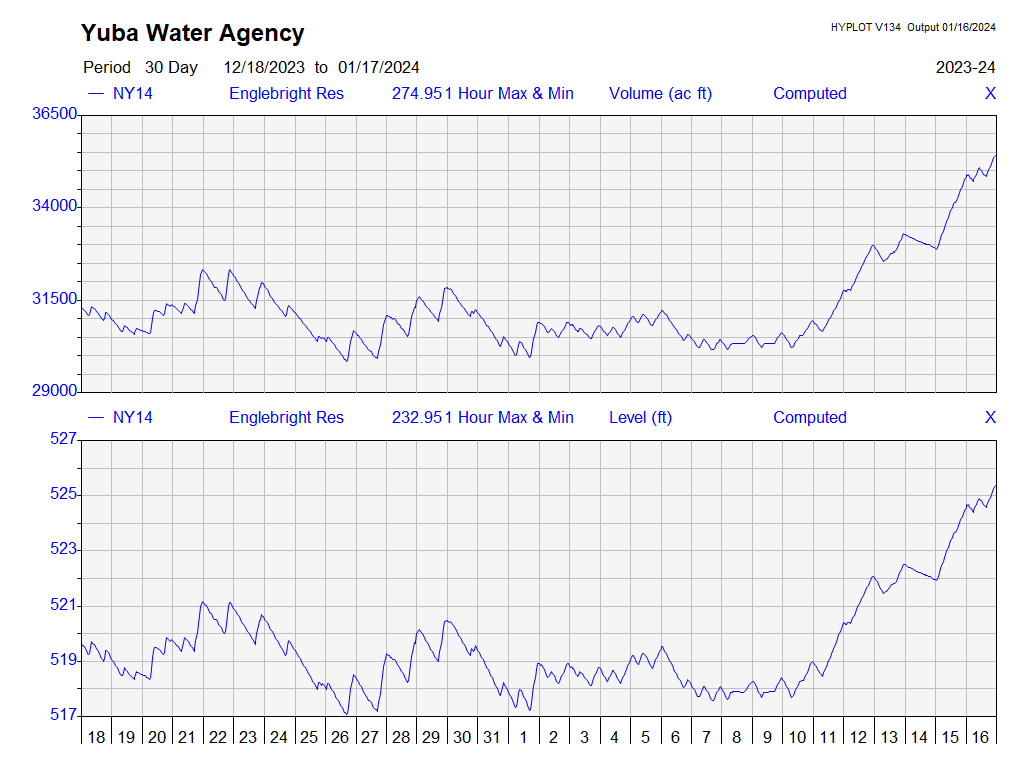 Yuba Water Agency
HYPLOT V134 Output 01/16/2024
Period 30 Day 12/18/2023 to 01/17/2024 2023-24
NY14 Englebright Res 274.951 Hour Max & Min Volume (ac ft) Computed X
36500
34000
31500
29000
NY14 Englebright Res 232.951 Hour Max & Min Level (ft) Computed X
527
525
523
521
519
517
18 19 20 21 22 23 24 25 26 27 28 29 30 31 1 2 3 4 5 6 7 8 9 10 11 12 13 14 15 16